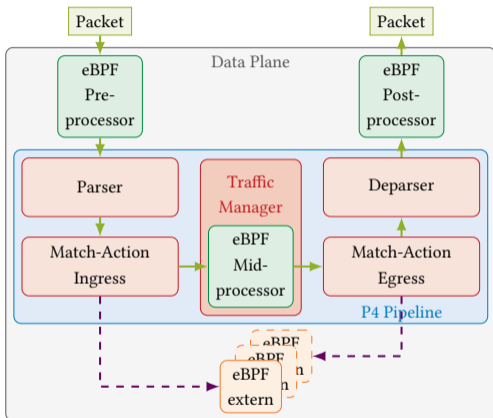 Packet
Packet
eBPF
Pre-
processor
Data Plane
eBPF
Post-
processor
Parser
Traffic
Manager
Deparser
Match-Action
Ingress
eBPF
Mid-
processor
Match-Action
Egress
P4 Pipeline
eBPF
eBPF
eBPF
extern